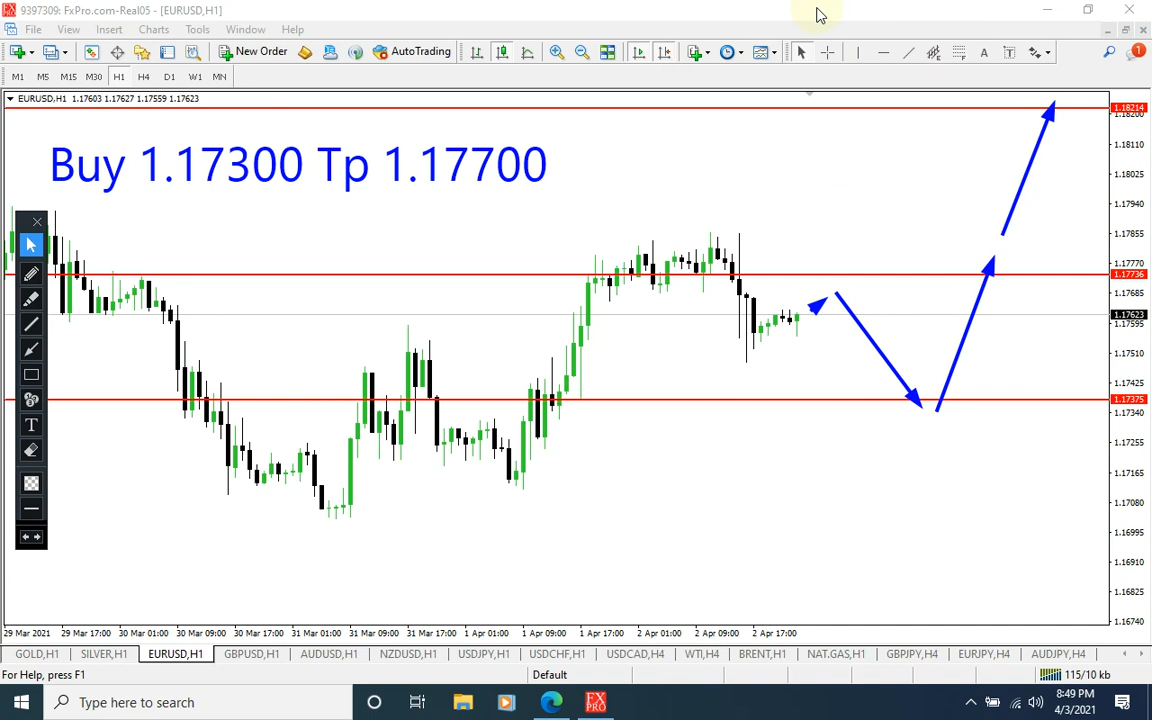 9397309: FxPro.com-Real05 - [EURUSD,H1]
File View Insert Charts Tools Window Help
New Order AutoTrading 1
M1 M5 M15 M30 H1 H4 D1 W1 MN
EURUSD,H1 1.17603 1.17627 1.17559 1.17623
Buy 1.17300 Tp 1.17700
1.18214
1.18200
1.18110
1.18025
1.17940
1.17855
1.17770
1.17736
1.17685
1.17623
1.17595
1.17510
1.17425
1.17375
1.17340
1.17255
1.17165
1.17080
1.16995
1.16910
1.16825
1.16740
29 Mar 2021 29 Mar 17:00 30 Mar 01:00 30 Mar 09:00 30 Mar 17:00 31 Mar 01:00 31 Mar 09:00 31 Mar 17:00 1 Apr 01:00 1 Apr 09:00 1 Apr 17:00 2 Apr 01:00 2 Apr 09:00 2 Apr 17:00
GOLD,H1 SILVER,H1 EURUSD,H1 GBPUSD,H1 AUDUSD,H1 NZDUSD,H1 USDJPY,H1 USDCHF,H1 USDCAD,H4 WTI,H4 BRENT,H1 NAT.GAS,H1 GBPJPY,H4 EURJPY,H4 AUDJPY,H4
For Help, press F1 Default 115/10 kb
Type here to search FX PRO 8:49 PM
4/3/2021